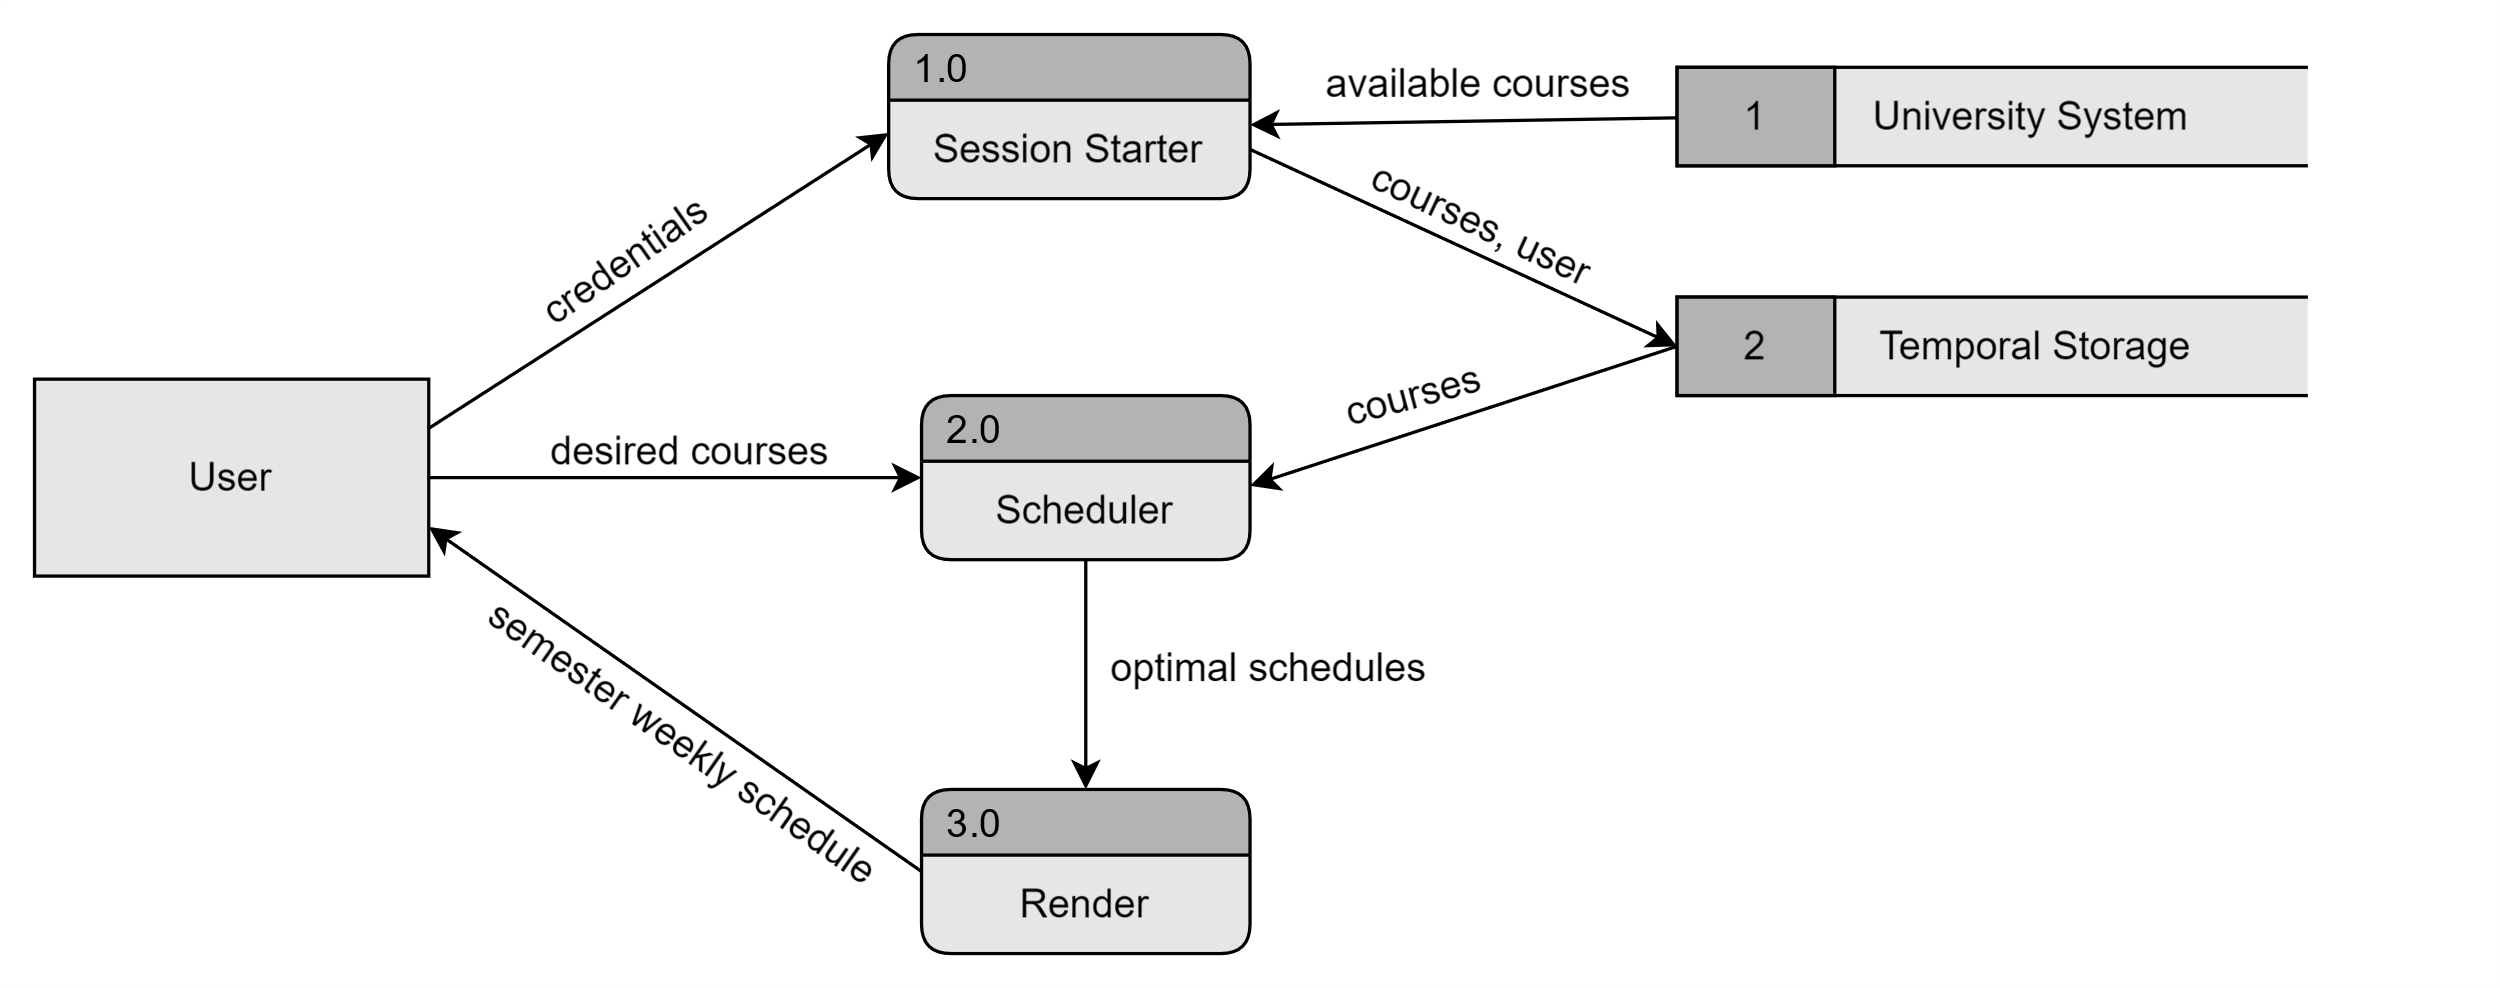 1.0
Session Starter
available courses
1
University System
credentials
courses, user
2
Temporal Storage
User
desired courses
2.0
Scheduler
courses
optimal schedules
semester weekly schedule
3.0
Render